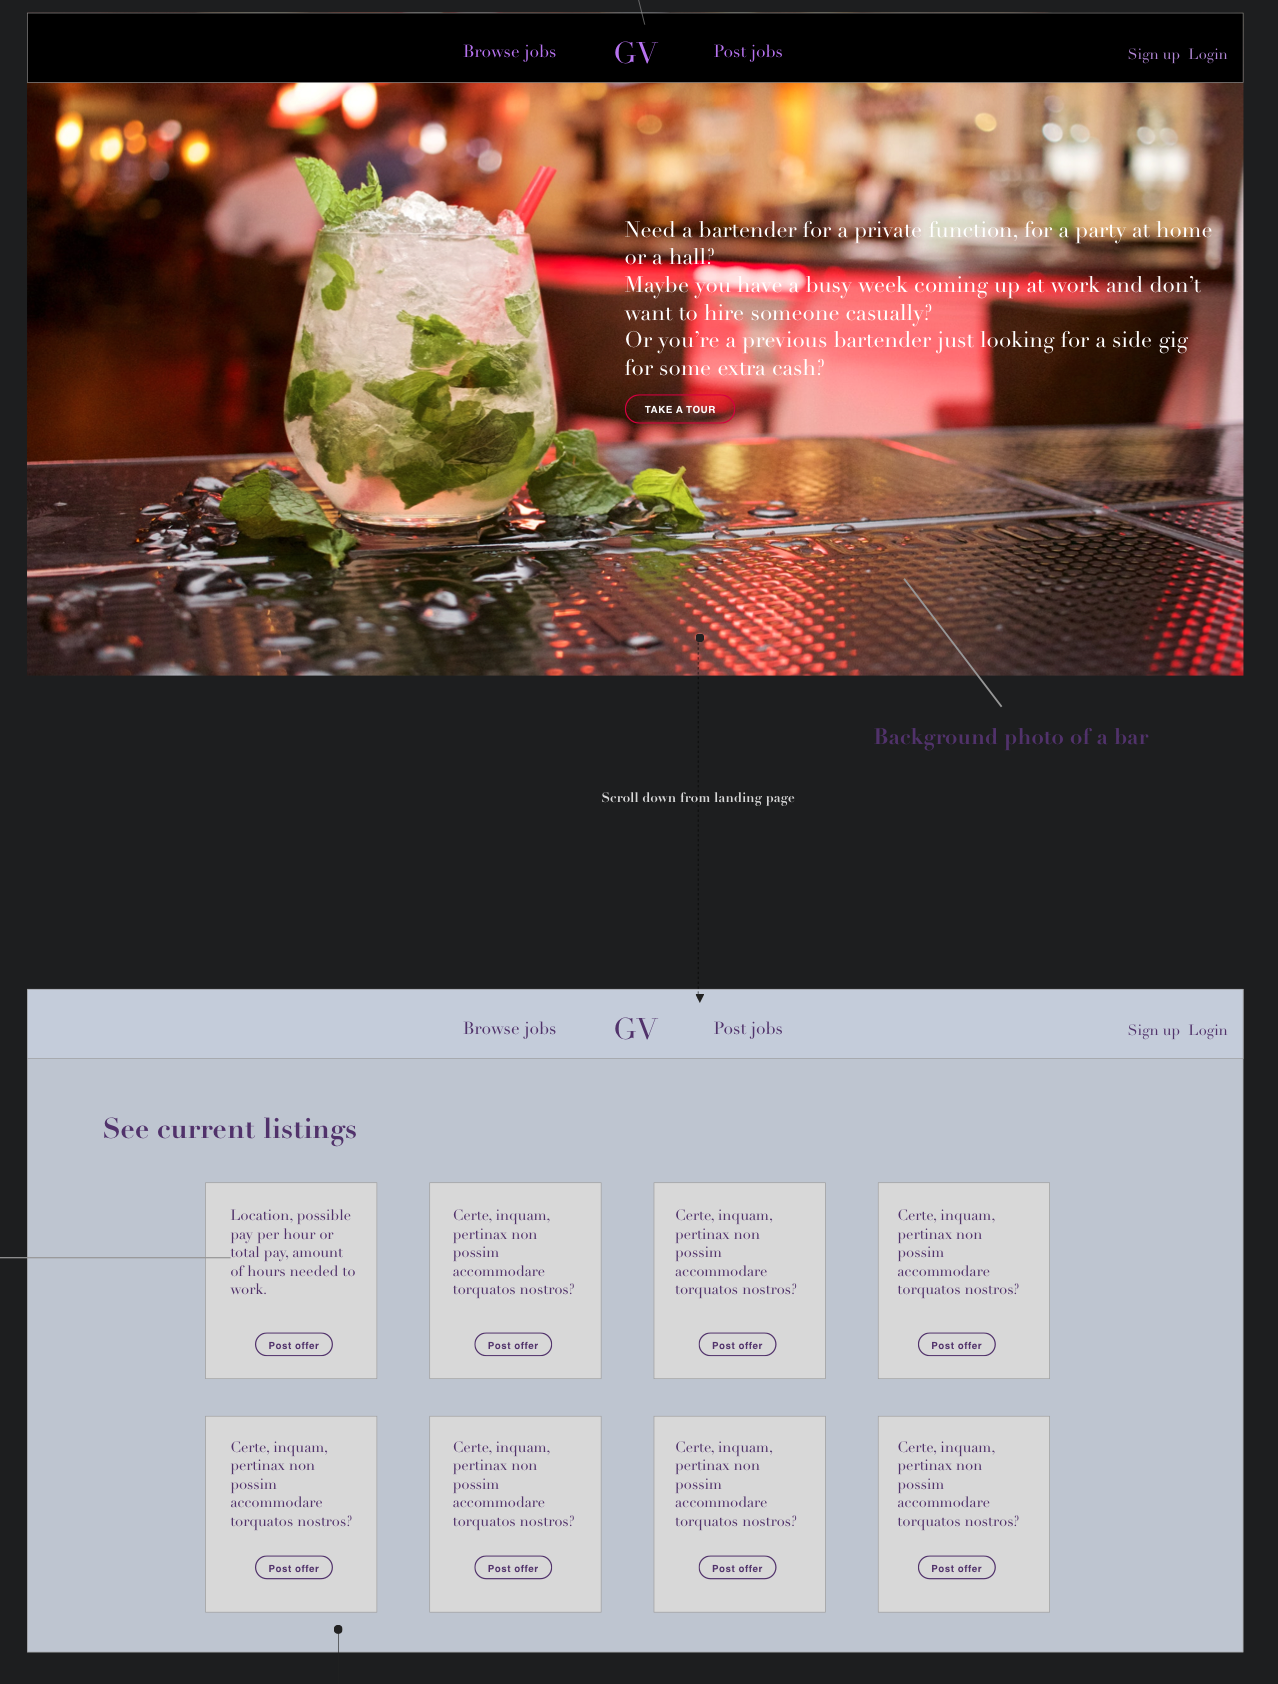 Browse jobs GV Post jobs Sign up Login
Need a bartender for a private function, for a party at home
or a hall?
Maybe you have a busy week coming up at work and don’t
want to hire someone casually?
Or you’re a previous bartender just looking for a side gig
for some extra cash?
TAKE A TOUR
Background photo of a bar
Scroll down from landing page
Browse jobs GV Post jobs Sign up Login
See current listings
Location, possible
pay per hour or
total pay, amount
of hours needed to
work.
Post offer
Certe, inquam,
pertinax non
possim
accommodare
torquatos nostros?
Post offer
Certe, inquam,
pertinax non
possim
accommodare
torquatos nostros?
Post offer
Certe, inquam,
pertinax non
possim
accommodare
torquatos nostros?
Post offer
Certe, inquam,
pertinax non
possim
accommodare
torquatos nostros?
Post offer
Certe, inquam,
pertinax non
possim
accommodare
torquatos nostros?
Post offer
Certe, inquam,
pertinax non
possim
accommodare
torquatos nostros?
Post offer
Certe, inquam,
pertinax non
possim
accommodare
torquatos nostros?
Post offer